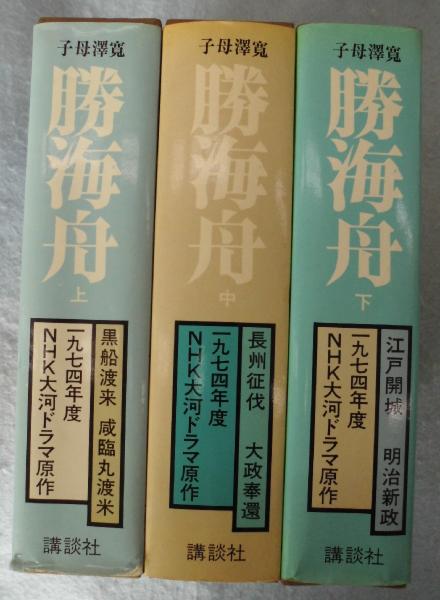 子母澤寛
勝海舟
上
黒船渡来 咸臨丸渡米
一九七四年度
NHK大河ドラマ原作
講談社
子母澤寛
勝海舟
中
長州征伐 大政奉還
一九七四年度
NHK大河ドラマ原作
講談社
子母澤寛
勝海舟
下
江戸開城 明治新政
一九七四年度
NHK大河ドラマ原作
講談社